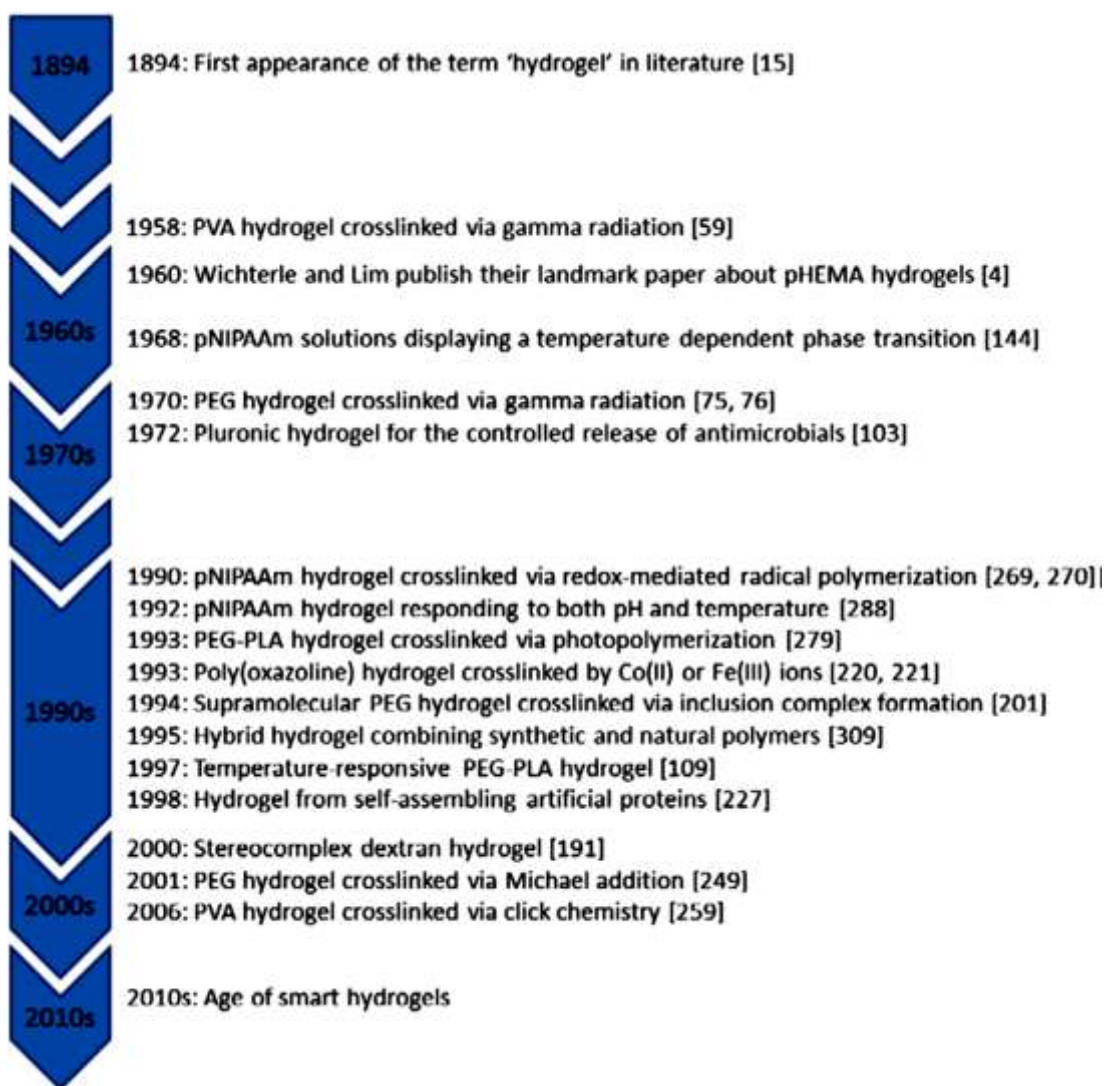 1894
1894: First appearance of the term ‘hydrogel’ in literature [15]
1958: PVA hydrogel crosslinked via gamma radiation [59]
1960: Wichterle and Lim publish their landmark paper about pHEMA hydrogels [4]
1960s
1968: pNIPAAm solutions displaying a temperature dependent phase transition [144]
1970: PEG hydrogel crosslinked via gamma radiation [75, 76]
1972: Pluronic hydrogel for the controlled release of antimicrobials [103]
1970s
1990: pNIPAAm hydrogel crosslinked via redox-mediated radical polymerization [269, 270]
1992: pNIPAAm hydrogel responding to both pH and temperature [288]
1993: PEG-PLA hydrogel crosslinked via photopolymerization [279]
1993: Poly(oxazoline) hydrogel crosslinked by Co(II) or Fe(III) ions [220, 221]
1990s
1994: Supramolecular PEG hydrogel crosslinked via inclusion complex formation [201]
1995: Hybrid hydrogel combining synthetic and natural polymers [309]
1997: Temperature-responsive PEG-PLA hydrogel [109]
1998: Hydrogel from self-assembling artificial proteins [227]
2000: Stereocomplex dextran hydrogel [191]
2001: PEG hydrogel crosslinked via Michael addition [249]
2000s
2006: PVA hydrogel crosslinked via click chemistry [259]
2010s: Age of smart hydrogels
2010s